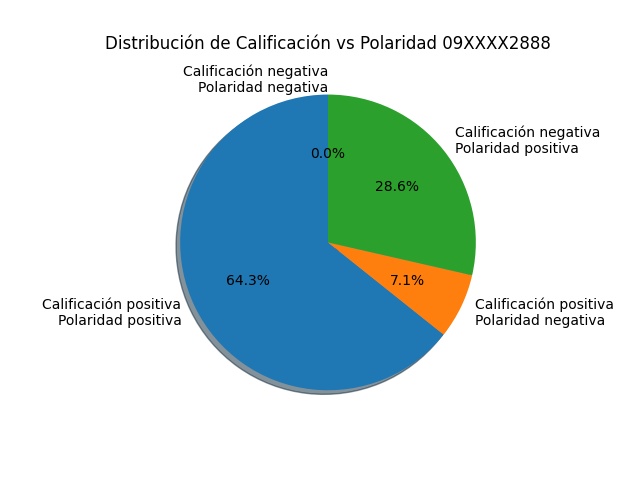 Distribución de Calificación vs Polaridad 09XXXX2888
Calificación negativa
Polaridad negativa
Calificación negativa
Polaridad positiva
0.0%
28.6%
64.3%
7.1%
Calificación positiva
Polaridad positiva
Calificación positiva
Polaridad negativa